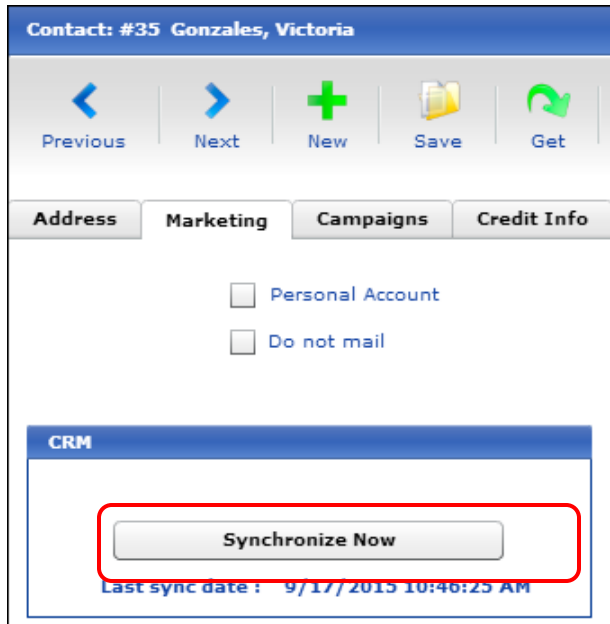 Contact: #35 Gonzales, Victoria
Previous Next New Save Get
Address Marketing Campaigns Credit Info
Personal Account
Do not mail
CRM
Synchronize Now
Last sync date : 9/17/2015 10:46:25 AM